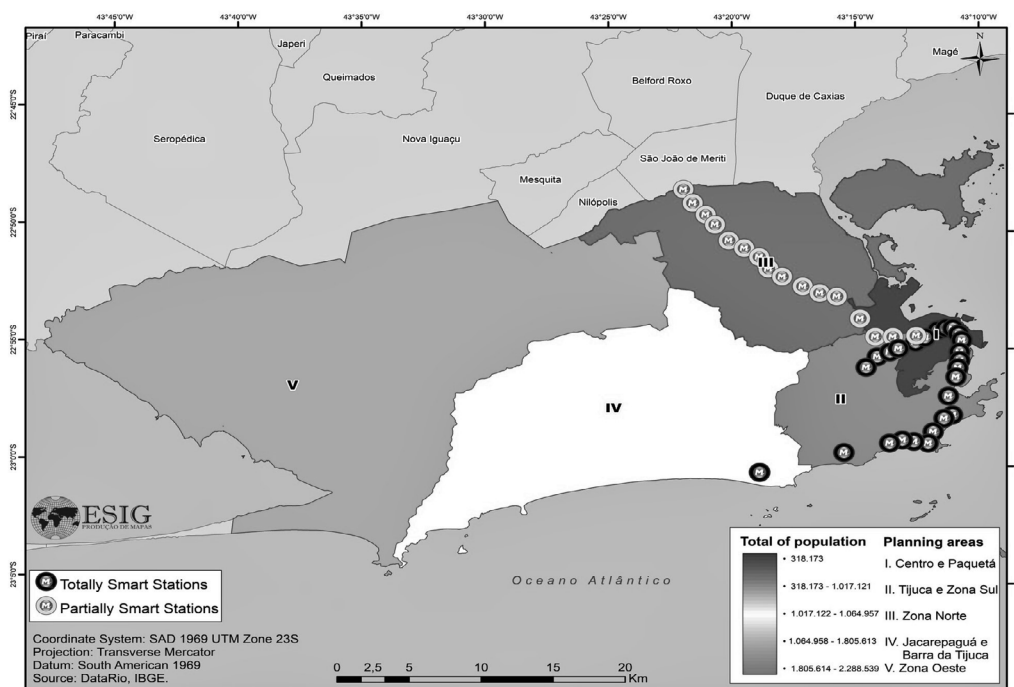 43°45'0"O 43°40'0"O 43°35'0"O 43°30'0"O 43°25'0"O 43°20'0"O 43°15'0"O 43°10'0"O
Piraí
Paracambi
Japeri
Magé
N
Queimados
Belford Roxo
Duque de Caxias
22°45'0"S
Seropédica
Nova Iguaçu
São João de Meriti
Mesquita
Nilópolis
22°50'0"S
III
22°55'0"S
I
V
II
IV
23°0'0"S
ESIG
PRODUÇÃO DE MAPAS
Totally Smart Stations
Partially Smart Stations
Oceano Atlântico
Total of population
Planning areas
• 318.173
I. Centro e Paquetá
• 318.173 - 1.017.121
II. Tijuca e Zona Sul
• 1.017.122 - 1.064.957
III. Zona Norte
• 1.064.958 - 1.805.613
IV. Jacarepaguá e
Barra da Tijuca
• 1.805.614 - 2.288.539
V. Zona Oeste
Coordinate System: SAD 1969 UTM Zone 23S
Projection: Transverse Mercator
Datum: South American 1969
Source: DataRio, IBGE.
0 2,5 5 10 15 20
Km